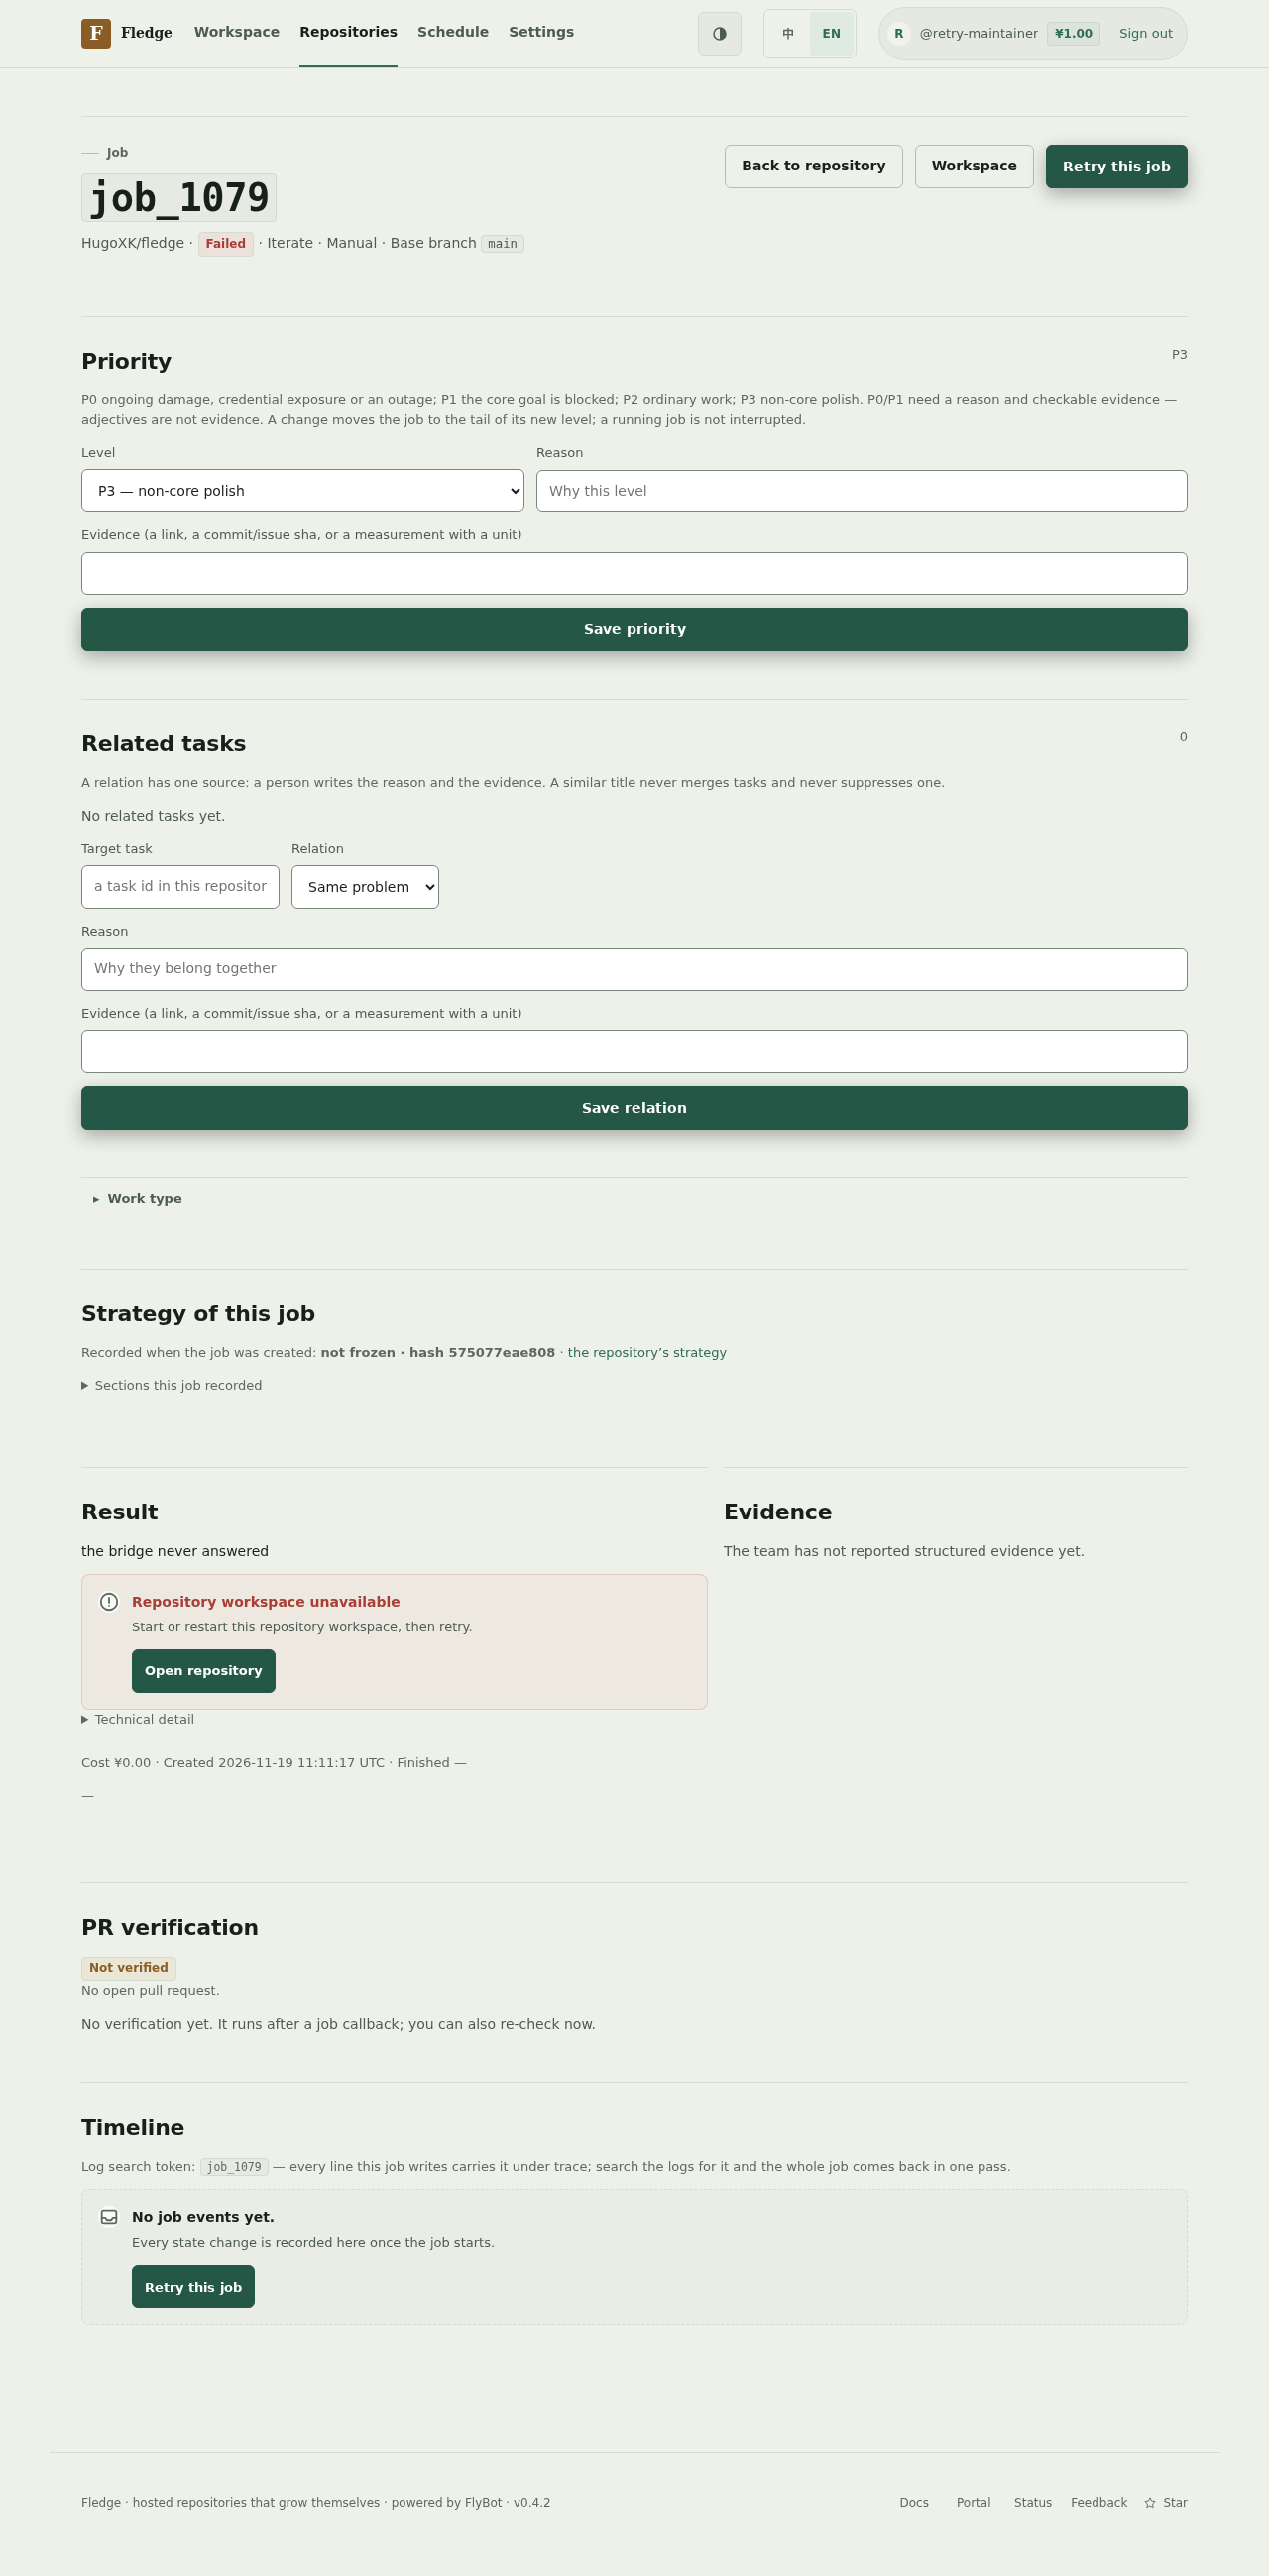 F Fledge Workspace Repositories Schedule Settings 中 EN R @retry-maintainer ¥1.00 Sign out
Job
Back to repository Workspace Retry this job
job_1079
HugoXK/fledge · Failed · Iterate · Manual · Base branch main
Priority P3
P0 ongoing damage, credential exposure or an outage; P1 the core goal is blocked; P2 ordinary work; P3 non-core polish. P0/P1 need a reason and checkable evidence —
adjectives are not evidence. A change moves the job to the tail of its new level; a running job is not interrupted.
Level Reason
P3 — non-core polish Why this level
Evidence (a link, a commit/issue sha, or a measurement with a unit)
Save priority
Related tasks 0
A relation has one source: a person writes the reason and the evidence. A similar title never merges tasks and never suppresses one.
No related tasks yet.
Target task Relation
a task id in this repositor Same problem
Reason
Why they belong together
Evidence (a link, a commit/issue sha, or a measurement with a unit)
Save relation
▸ Work type
Strategy of this job
Recorded when the job was created: not frozen · hash 575077eae808 · the repository’s strategy
▶ Sections this job recorded
Result Evidence
the bridge never answered The team has not reported structured evidence yet.
Repository workspace unavailable
Start or restart this repository workspace, then retry.
Open repository
▶ Technical detail
Cost ¥0.00 · Created 2026-11-19 11:11:17 UTC · Finished —
—
PR verification
Not verified
No open pull request.
No verification yet. It runs after a job callback; you can also re-check now.
Timeline
Log search token: job_1079 — every line this job writes carries it under trace; search the logs for it and the whole job comes back in one pass.
No job events yet.
Every state change is recorded here once the job starts.
Retry this job
Fledge · hosted repositories that grow themselves · powered by FlyBot · v0.4.2 Docs Portal Status Feedback Star